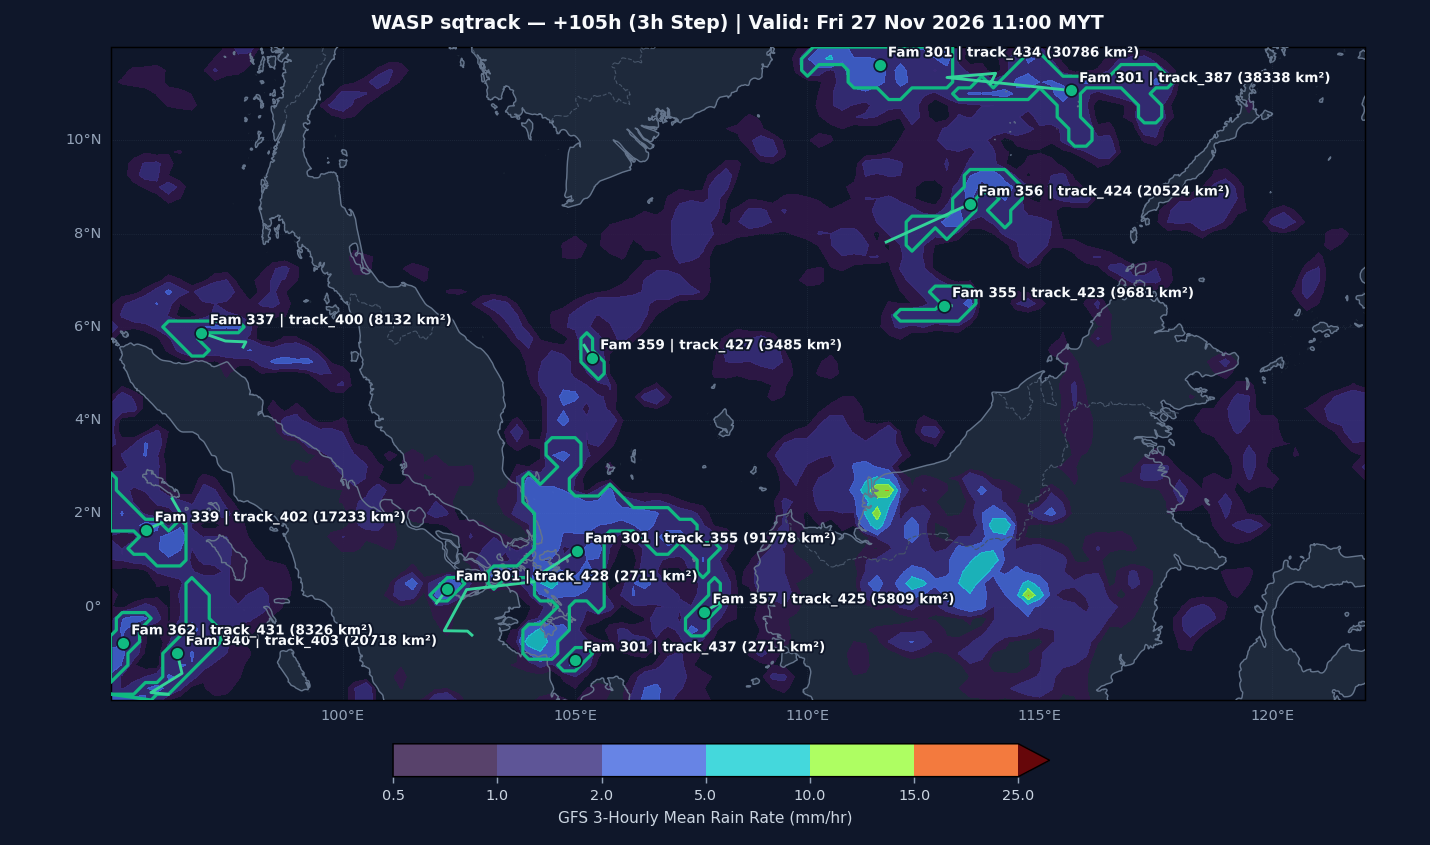 WASP sqtrack — +105h (3h Step) | Valid: Fri 27 Nov 2026 11:00 MYT
Fam 301 | track_434 (30786 km²)
Fam 301 | track_387 (38338 km²)
10°N
Fam 356 | track_424 (20524 km²)
8°N
Fam 355 | track_423 (9681 km²)
Fam 337 | track_400 (8132 km²)
6°N
Fam 359 | track_427 (3485 km²)
4°N
2°N
Fam 339 | track_402 (17233 km²)
Fam 301 | track_355 (91778 km²)
Fam 301 | track_428 (2711 km²)
Fam 357 | track_425 (5809 km²)
0°
Fam 362 | track_431 (8326 km²)
Fam 340 | track_403 (20718 km²)
Fam 301 | track_437 (2711 km²)
100°E 105°E 110°E 115°E 120°E
0.5 1.0 2.0 5.0 10.0 15.0 25.0
GFS 3-Hourly Mean Rain Rate (mm/hr)